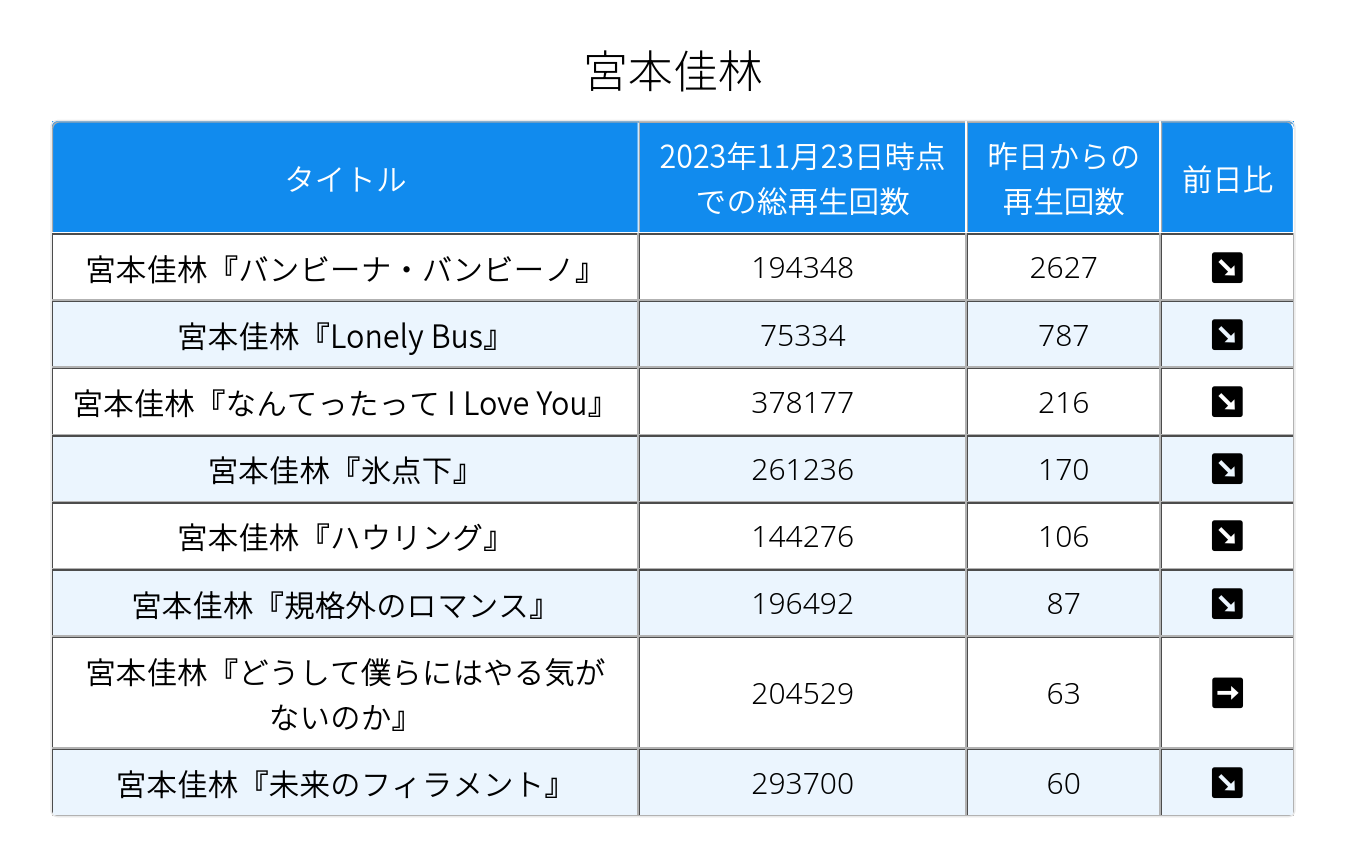 宮本佳林
タイトル
2023年11月23日時点
での総再生回数
昨日からの
再生回数
前日比
宮本佳林『バンビーナ・バンビーノ』
194348
2627
宮本佳林『Lonely Bus』
75334
787
宮本佳林『なんてったって I Love You』
378177
216
宮本佳林『氷点下』
261236
170
宮本佳林『ハウリング』
144276
106
宮本佳林『規格外のロマンス』
196492
87
宮本佳林『どうして僕らにはやる気が
ないのか』
204529
63
宮本佳林『未来のフィラメント』
293700
60